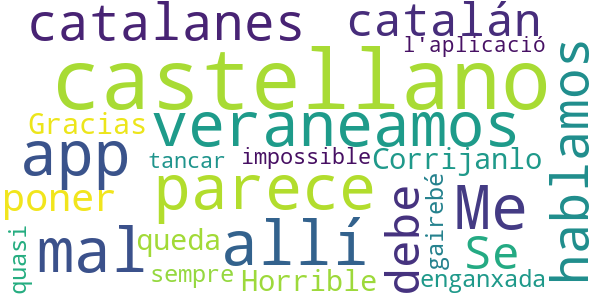 catalanes
catalán
l'aplicació
castellano
hablamos
Gracias
veraneamos
app
tancar
impossible
Corrijanlo
poner
parece
debe
gairebé
Me
quasi
mal
queda
allí
Se
sempre
Horrible
enganxada